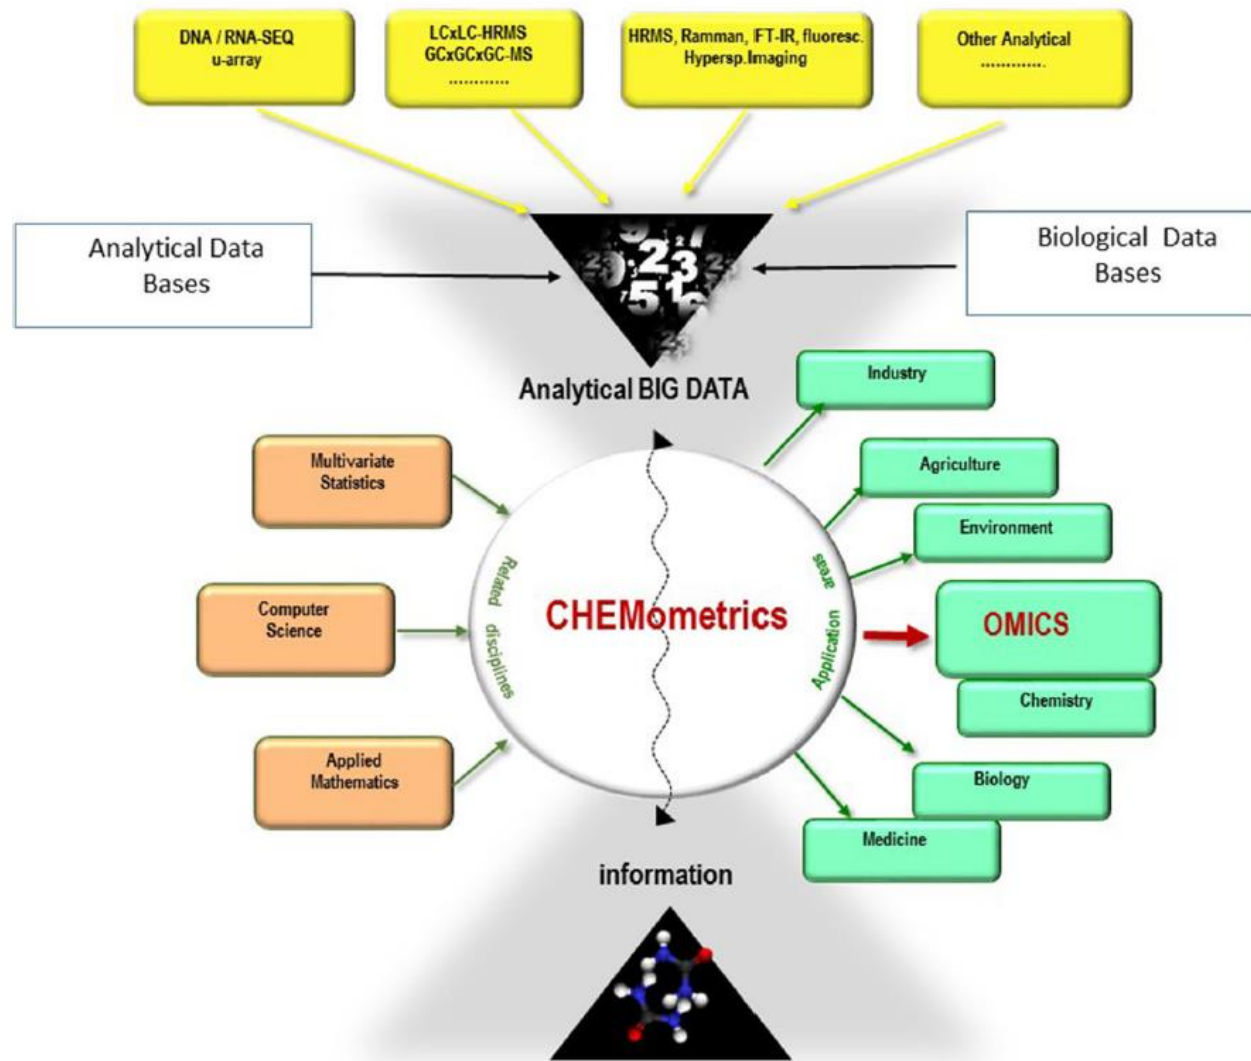 DNA / RNA-SEQ
u-array
LCxLC-HRMS
GCxGCxGC-MS
............
HRMS, Ramman, IFT-IR, fluoresc.
Hypersp.Imaging
Other Analytical
............
Analytical Data
Bases
Biological Data
Bases
Analytical BIG DATA
Industry
Agriculture
Environment
OMICS
Chemistry
Biology
Medicine
Multivariate
Statistics
Computer
Science
Applied
Mathematics
Related disciplines
CHEMometrics
Application areas
information